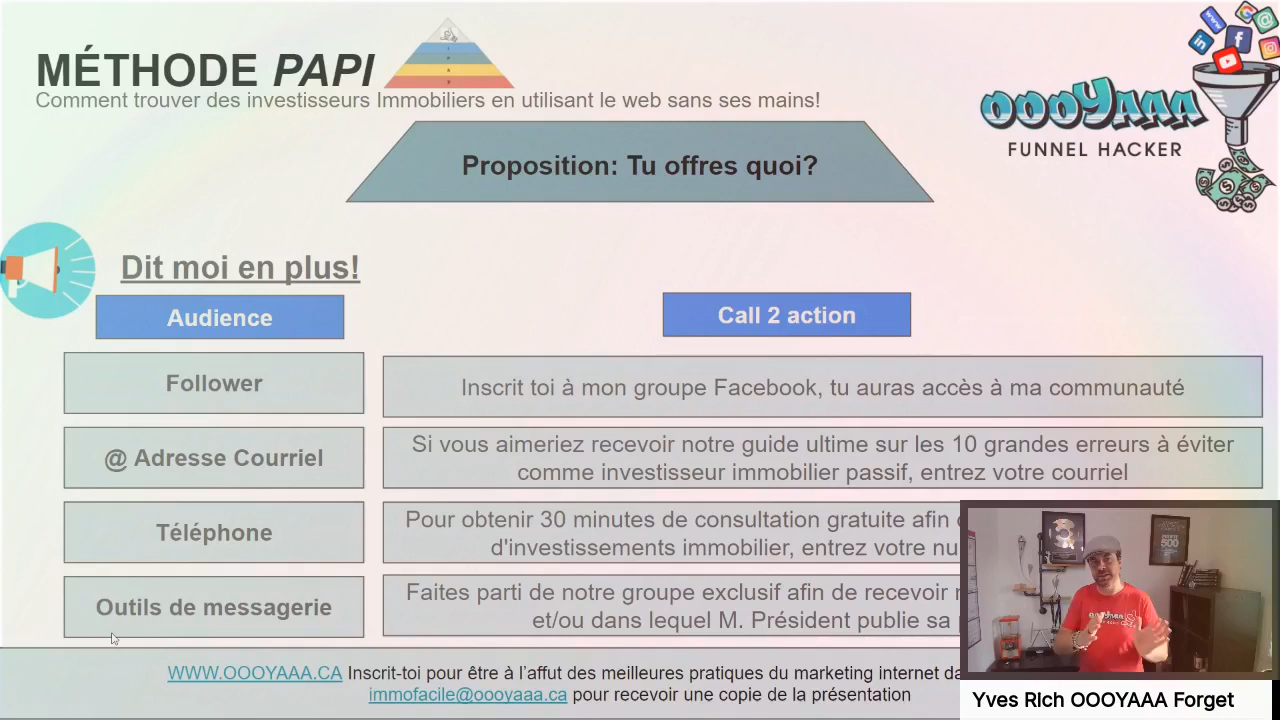 MÉTHODE PAPI
Comment trouver des investisseurs Immobiliers en utilisant le web sans ses mains!
OOOYAAA
FUNNEL HACKER
Proposition: Tu offres quoi?
Dit moi en plus!
Audience
Call 2 action
Follower
Inscrit toi à mon groupe Facebook, tu auras accès à ma communauté
@ Adresse Courriel
Si vous aimeriez recevoir notre guide ultime sur les 10 grandes erreurs à éviter
comme investisseur immobilier passif, entrez votre courriel
Téléphone
Pour obtenir 30 minutes de consultation gratuite afin
d'investissements immobilier, entrez votre
Outils de messagerie
Faites parti de notre groupe exclusif afin de recevoir
et/ou dans lequel M. Président publie sa
WWW.OOOYAAA.CA Inscrit-toi pour être à l'affut des meilleures pratiques du marketing internet
immofacile@oooyaaa.ca pour recevoir une copie de la présentation
Yves RIch OOOYAAA Forget